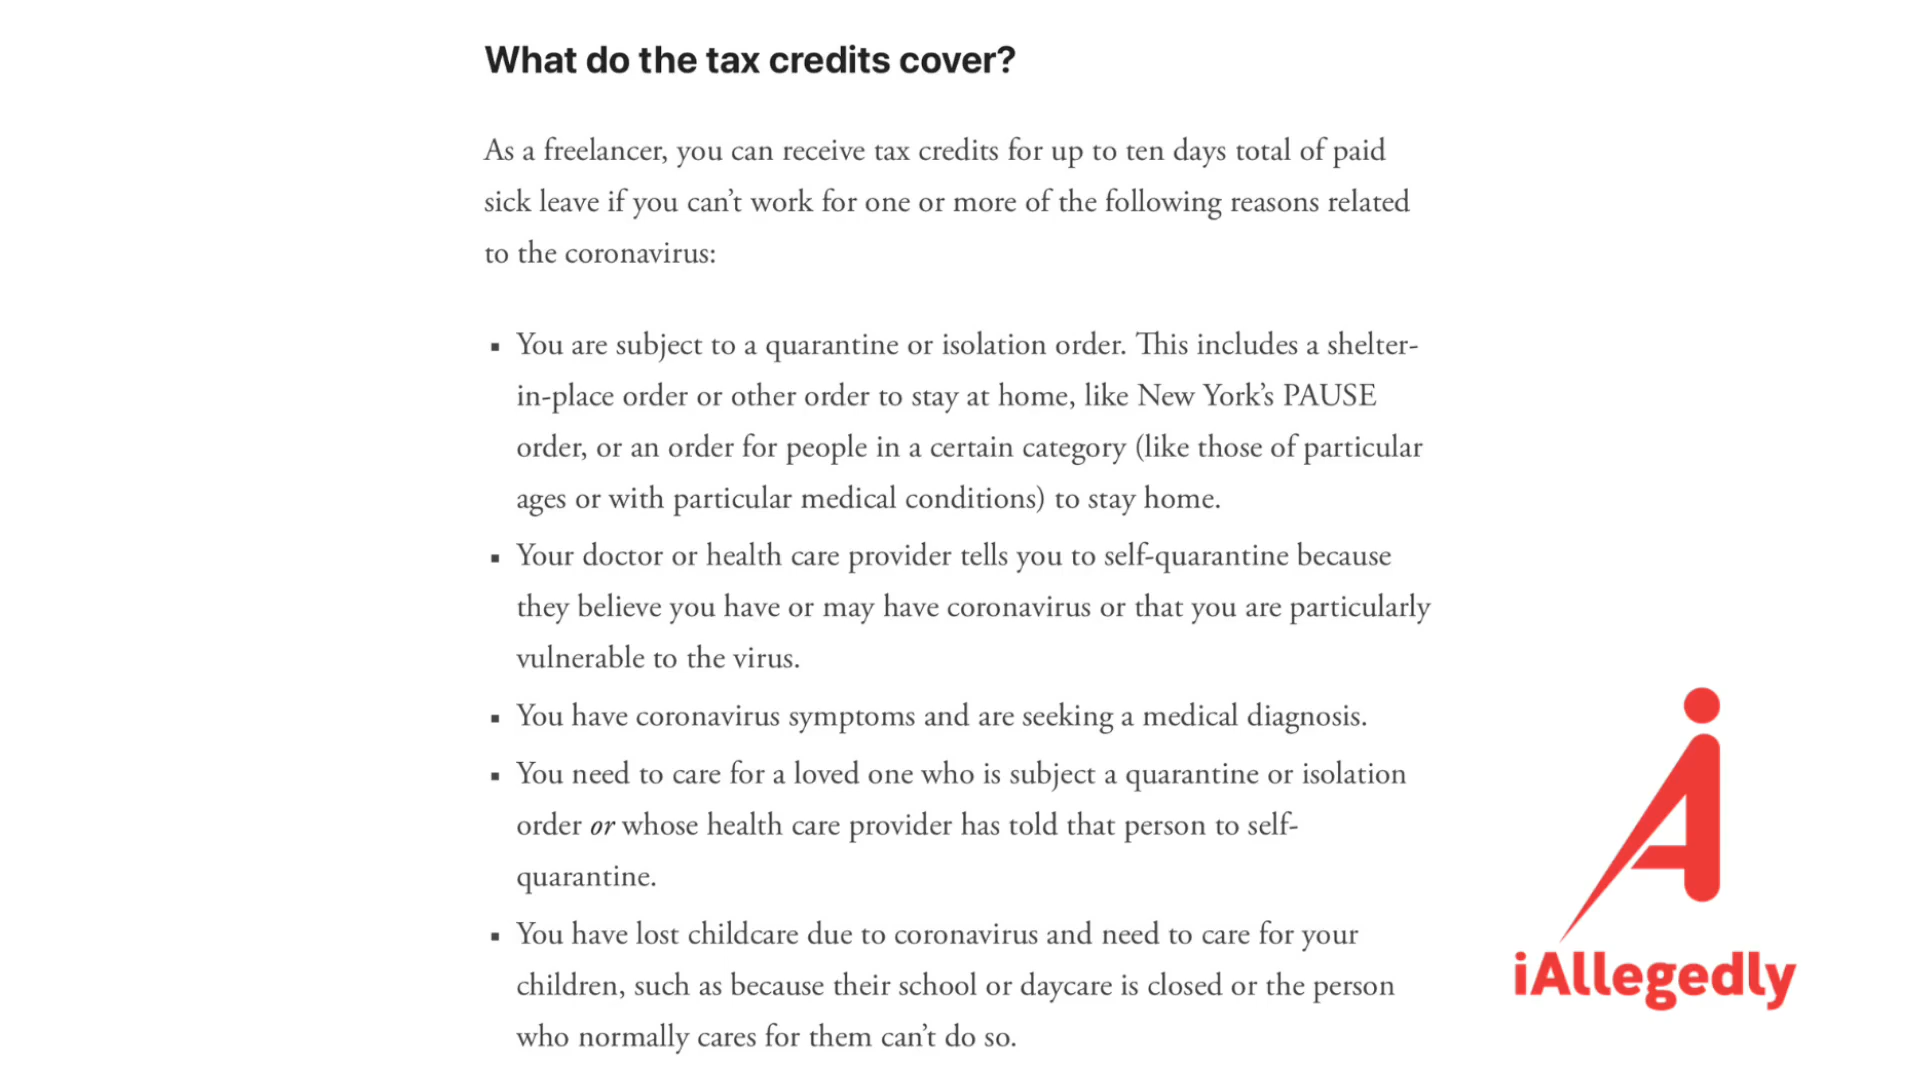 What do the tax credits cover?
As a freelancer, you can receive tax credits for up to ten days total of paid
sick leave if you can’t work for one or more of the following reasons related
to the coronavirus:
▪ You are subject to a quarantine or isolation order. This includes a shelter-
in-place order or other order to stay at home, like New York’s PAUSE
order, or an order for people in a certain category (like those of particular
ages or with particular medical conditions) to stay home.
▪ Your doctor or health care provider tells you to self-quarantine because
they believe you have or may have coronavirus or that you are particularly
vulnerable to the virus.
▪ You have coronavirus symptoms and are seeking a medical diagnosis.
▪ You need to care for a loved one who is subject a quarantine or isolation
order or whose health care provider has told that person to self-
quarantine.
▪ You have lost childcare due to coronavirus and need to care for your
children, such as because their school or daycare is closed or the person
who normally cares for them can’t do so.
iAllegedly